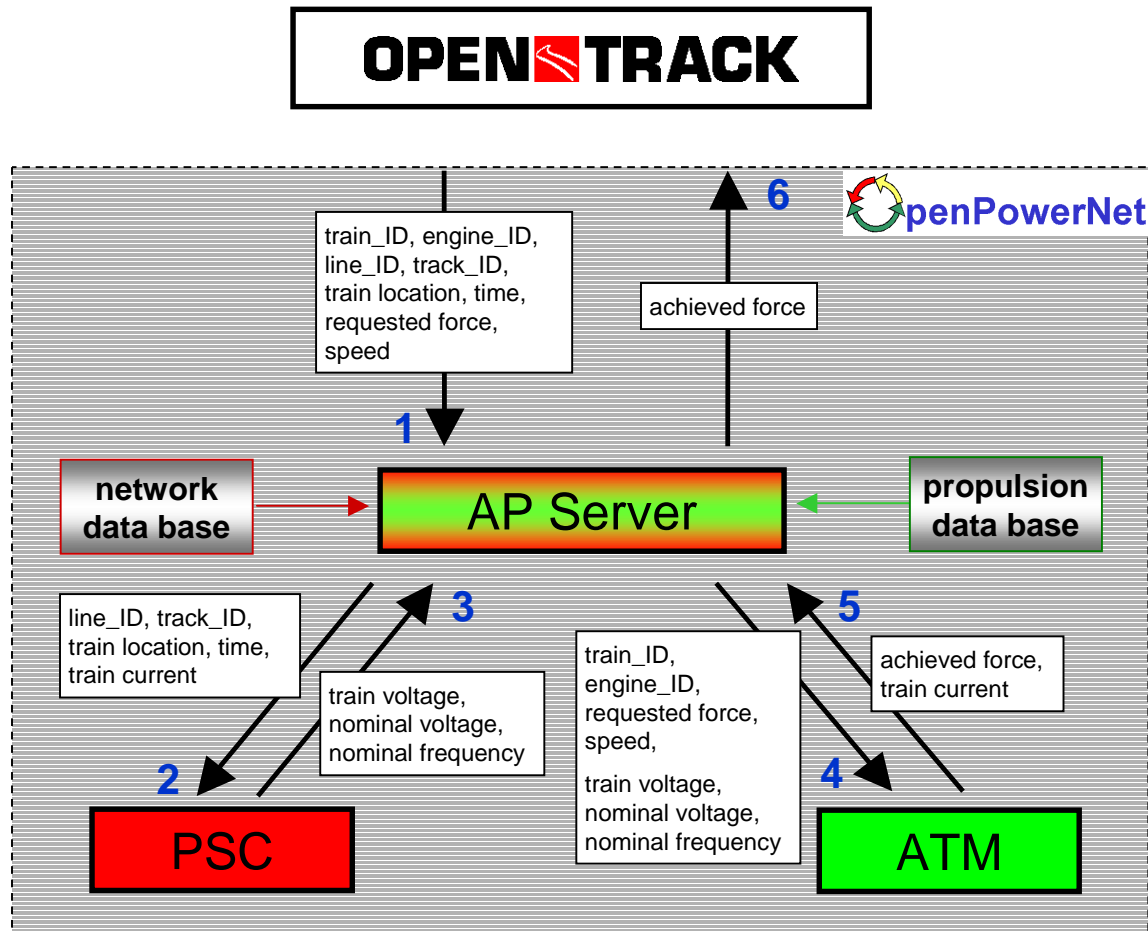 OPEN TRACK
6
OpenPowerNet
train_ID, engine_ID,
line_ID, track_ID,
train location, time,
requested force,
speed
achieved force
1
network
data base
AP Server
propulsion
data base
3
5
line_ID, track_ID,
train location, time,
train current
train voltage,
nominal voltage,
nominal frequency
train_ID,
engine_ID,
requested force,
speed,
train voltage,
nominal voltage,
nominal frequency
achieved force,
train current
2
4
PSC
ATM